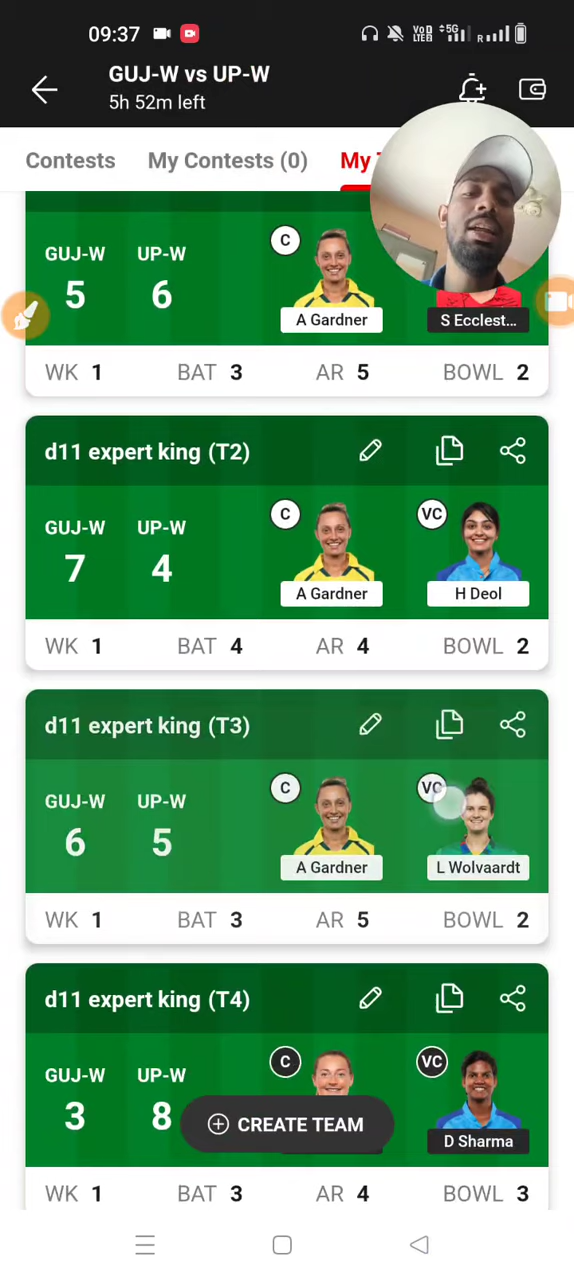 09:37
VoD LTE 5G R
GUJ-W vs UP-W
5h 52m left
Contests My Contests (0) My
GUJ-W UP-W C
5 6
A Gardner S Ecclest...
WK 1 BAT 3 AR 5 BOWL 2
d11 expert king (T2)
GUJ-W UP-W C VC
7 4
A Gardner H Deol
WK 1 BAT 4 AR 4 BOWL 2
d11 expert king (T3)
GUJ-W UP-W C VC
6 5
A Gardner L Wolvaardt
WK 1 BAT 3 AR 5 BOWL 2
d11 expert king (T4)
GUJ-W UP-W C VC
3 8
CREATE TEAM
D Sharma
WK 1 BAT 3 AR 4 BOWL 3